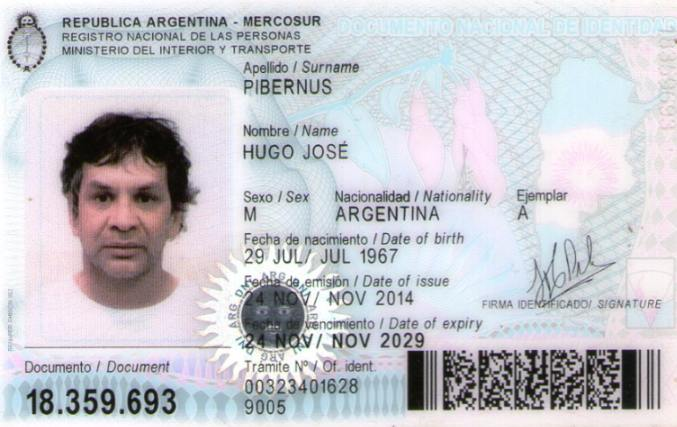 REPUBLICA ARGENTINA - MERCOSUR
REGISTRO NACIONAL DE LAS PERSONAS
MINISTERIO DEL INTERIOR Y TRANSPORTE
DOCUMENTO NACIONAL DE IDENTIDAD
Apellido / Surname
PIBERNUS
Nombre / Name
HUGO JOSÉ
Sexo / Sex Nacionalidad / Nationality Ejemplar
M ARGENTINA A
Fecha de nacimiento / Date of birth
29 JUL/ JUL 1967
Fecha de emisión / Date of issue
24 NOV/ NOV 2014
FIRMA IDENTIFICADO/ SIGNATURE
Fecha de vencimiento / Date of expiry
24 NOV/ NOV 2029
Documento / Document
18.359.693
Trámite Nº / Of. ident.
00323401628
9005